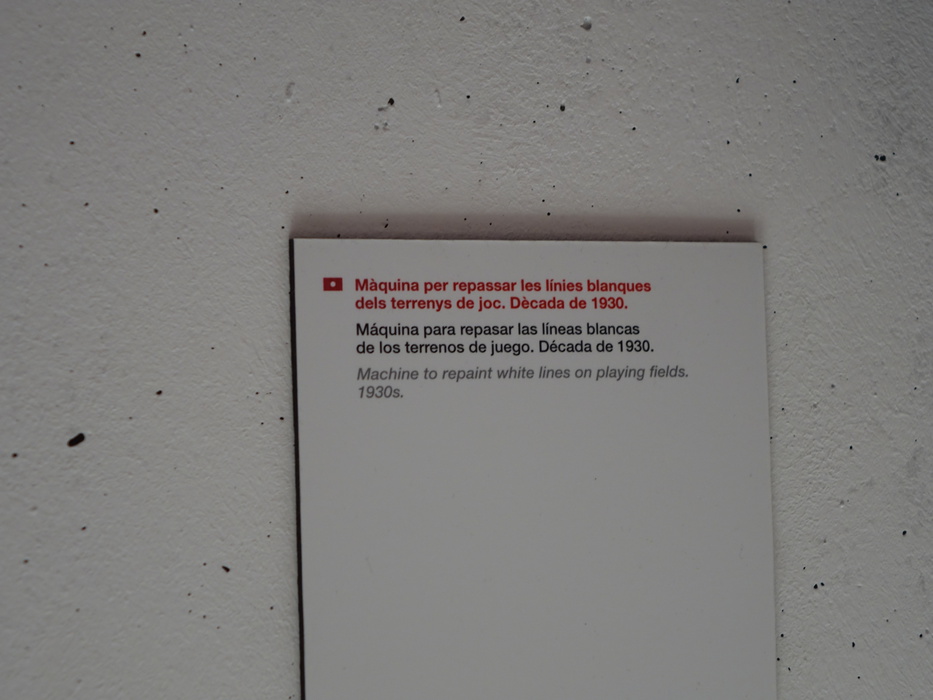 Màquina per repassar les línies blanques
dels terrenys de joc. Dècada de 1930.
Máquina para repasar las líneas blancas
de los terrenos de juego. Década de 1930.
Machine to repaint white lines on playing fields.
1930s.